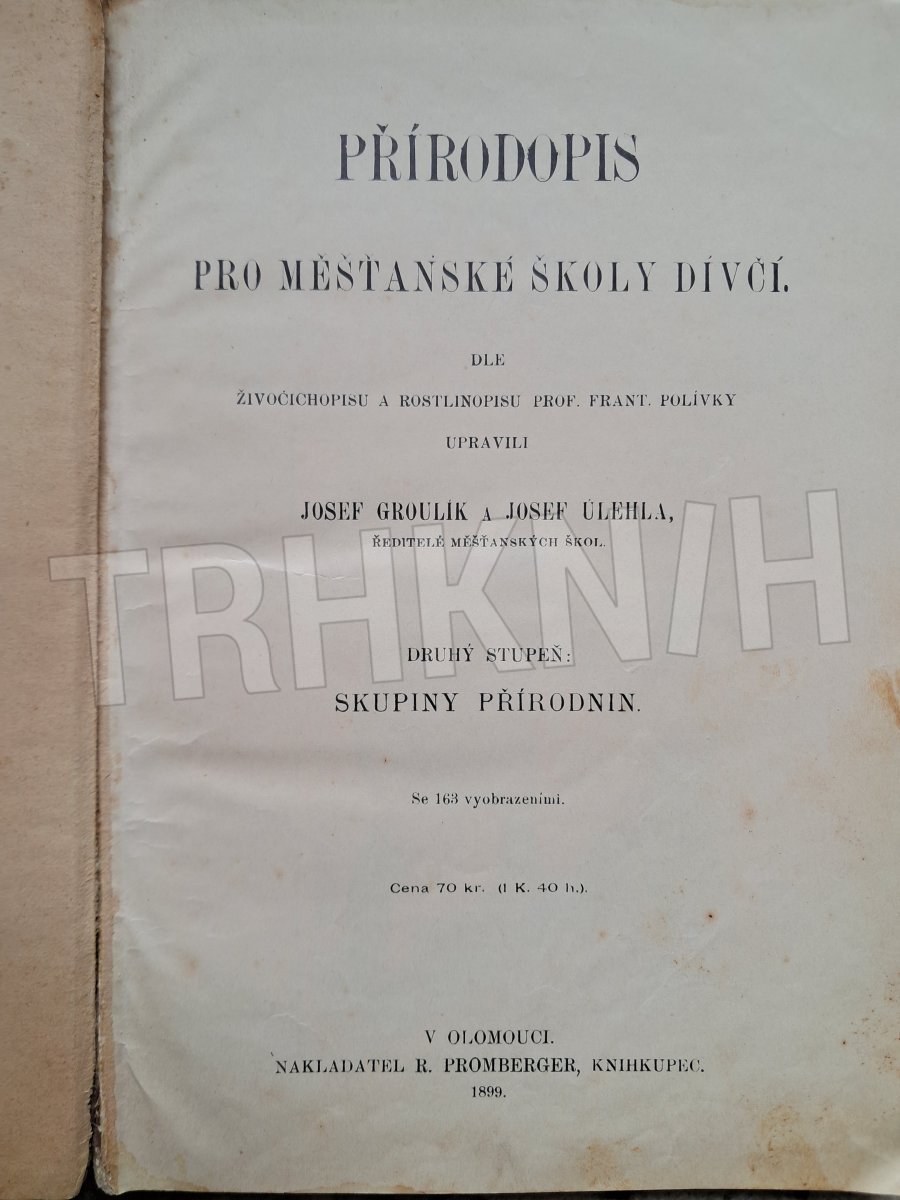 PŘÍRODOPIS
PRO MĚŠŤANSKÉ ŠKOLY DÍVČÍ.
DLE
ŽIVOČICHOPISU A ROSTLINOPISU PROF. FRANT. POLÍVKY
UPRAVILI
JOSEF GROULÍK A JOSEF ÚLEHLA,
ŘEDITELÉ MĚŠŤANSKÝCH ŠKOL.
TRHKNIH
DRUHÝ STUPEŇ:
SKUPINY PŘÍRODNIN.
Se 163 vyobrazeními.
Cena 70 kr. (1 K. 40 h.).
V OLOMOUCI.
NAKLADATEL R. PROMBERGER, KNIHKUPEC.
1899.